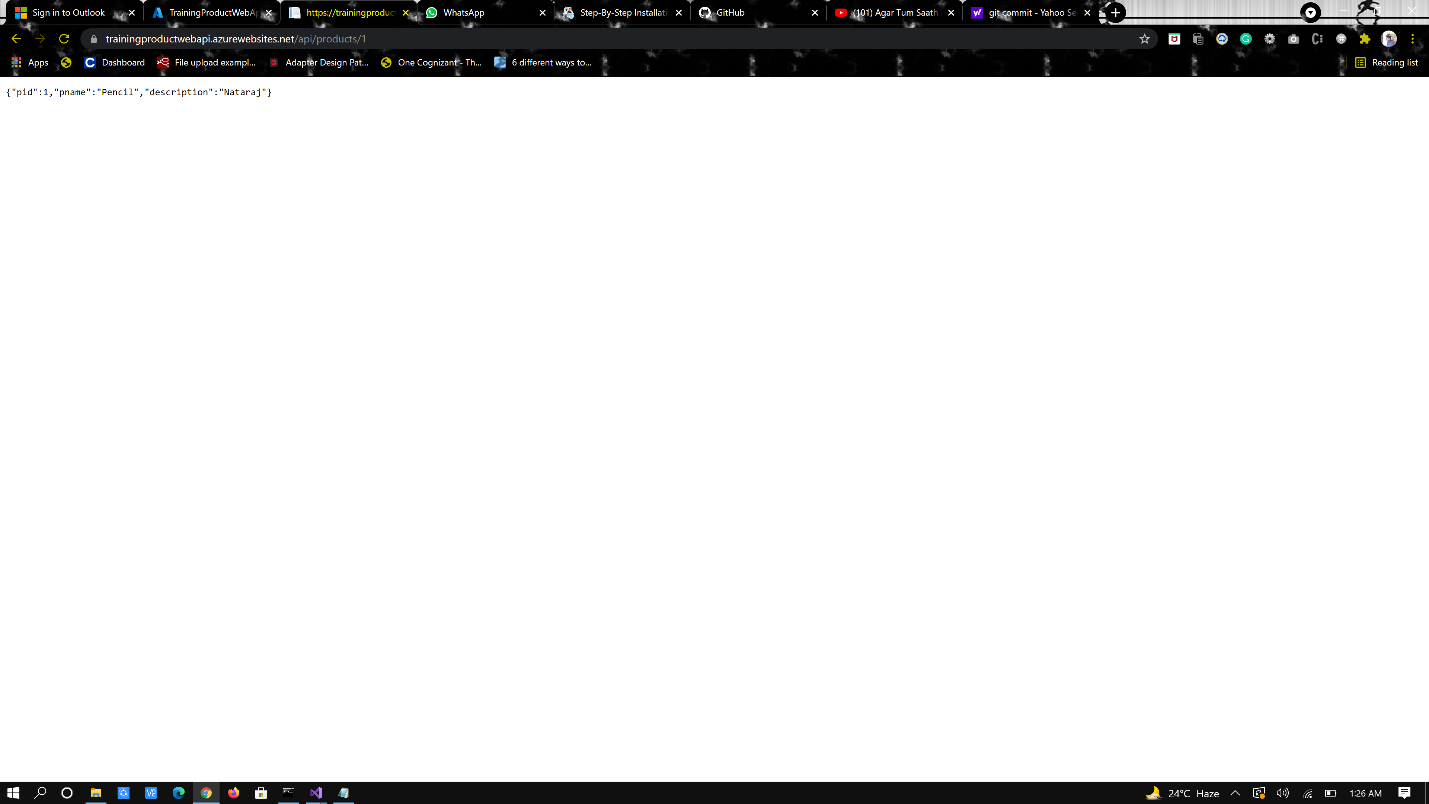 Sign in to Outlook
TrainingProductWebAp
https://trainingproduc
WhatsApp
Step-By-Step Installati
GitHub
(101) Agar Tum Saath
git commit - Yahoo Se
trainingproductwebapi.azurewebsites.net/api/products/1
Apps
Dashboard
File upload exampl...
Adapter Design Pat...
One Cognizant - Th...
6 different ways to...
Reading list
{"pid":1,"pname":"Pencil","description":"Nataraj"}
24°C Haze
1:26 AM